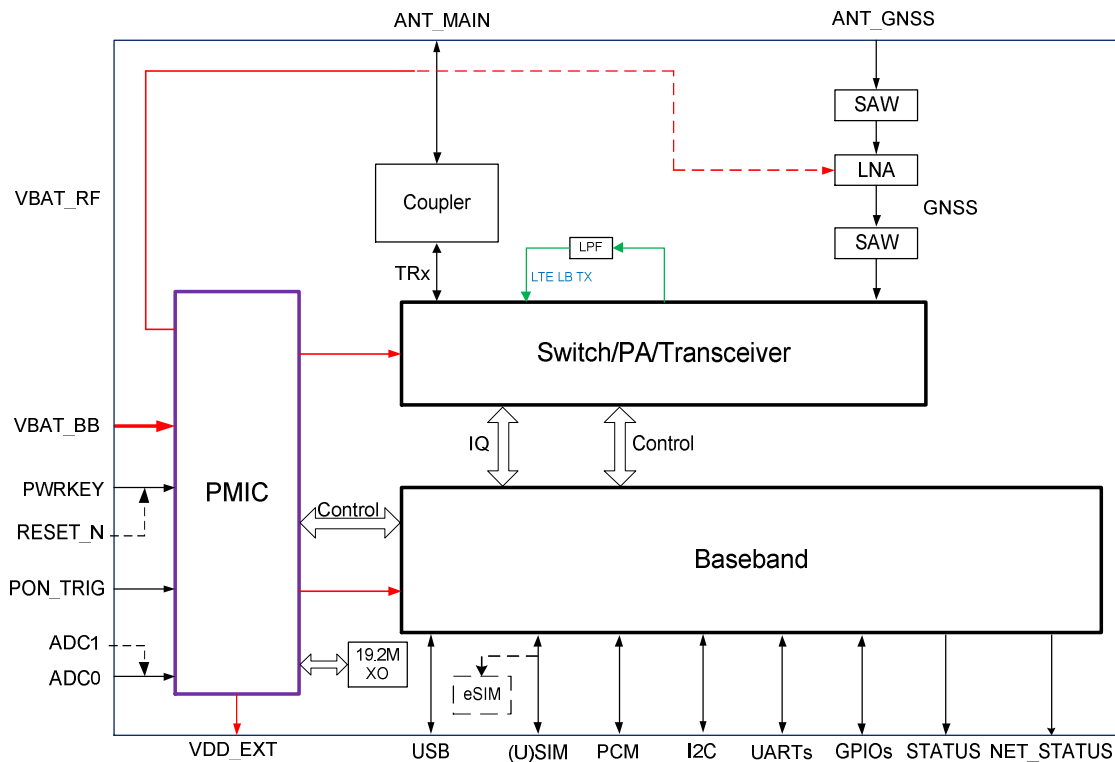 ANT_MAIN
ANT_GNSS
SAW
LNA
VBAT_RF
Coupler
GNSS
SAW
LPF
TRx
LTE LB TX
Switch/PA/Transceiver
VBAT_BB
IQ
Control
PWRKEY
PMIC
RESET_N
Control
Baseband
PON_TRIG
ADC1
19.2M
XO
ADC0
eSIM
VDD_EXT
USB
(U)SIM
PCM
I2C
UARTs
GPIOs
STATUS
NET_STATUS